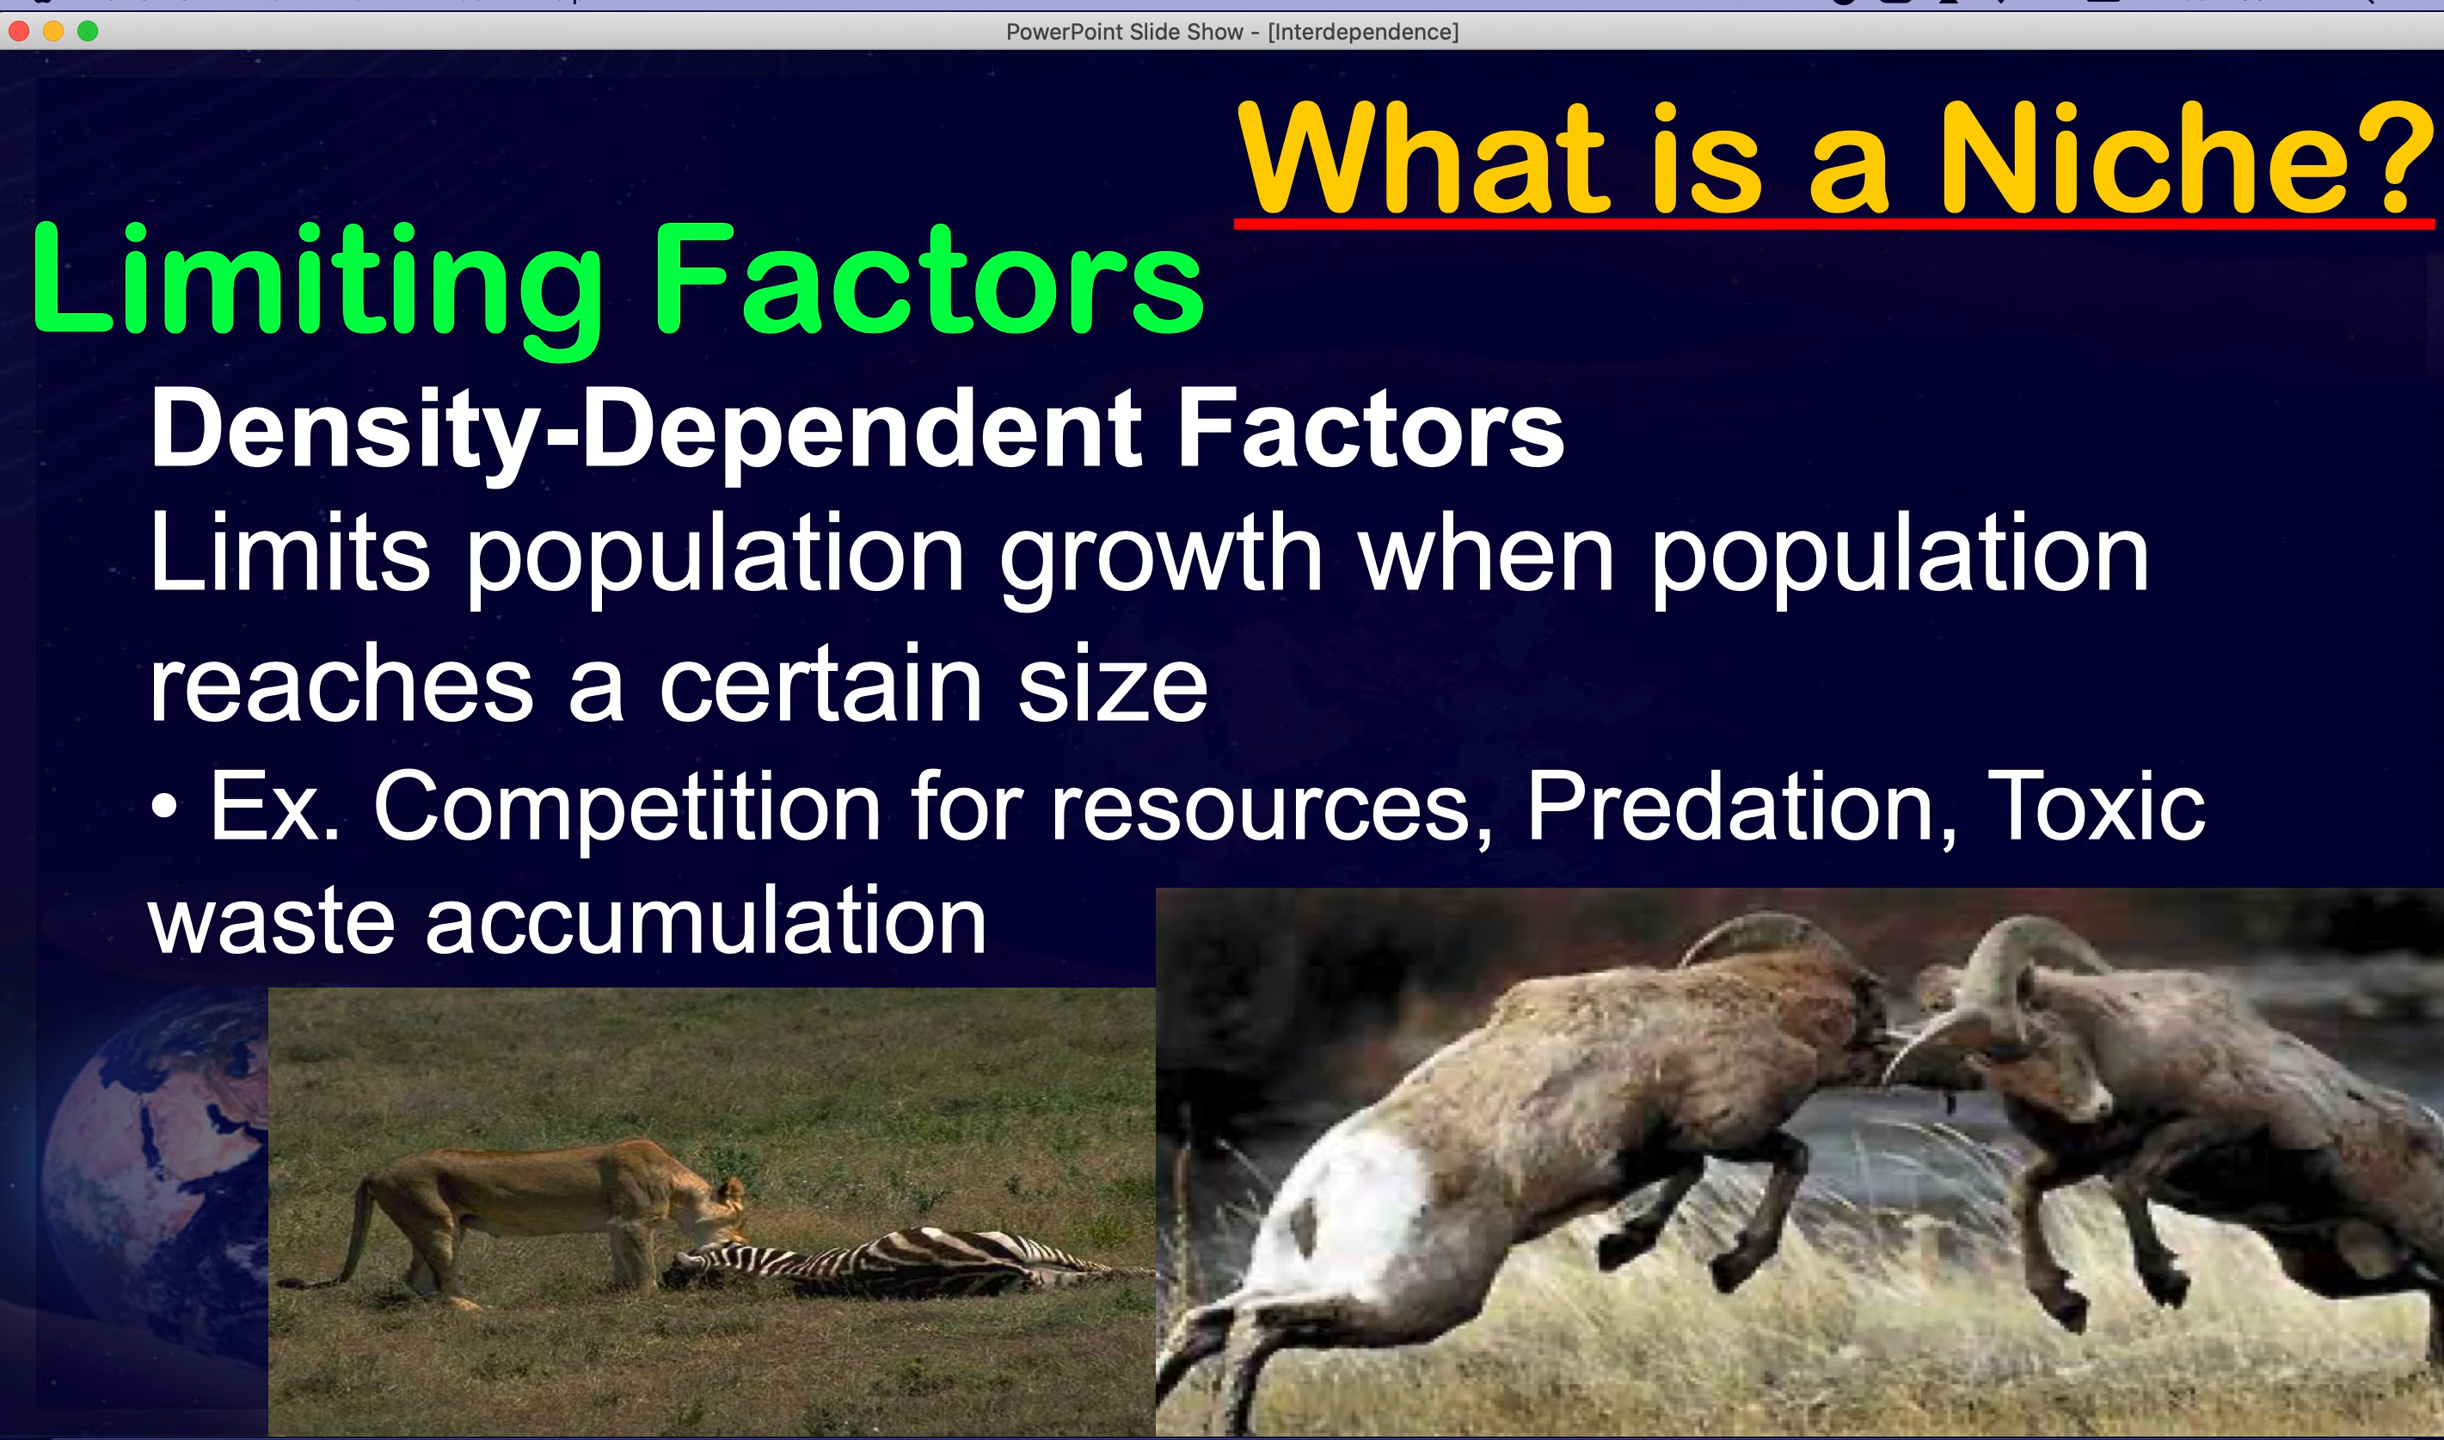 PowerPoint Slide Show - [Interdependence]
What is a Niche?
Limiting Factors
Density-Dependent Factors
Limits population growth when population
reaches a certain size
• Ex. Competition for resources, Predation, Toxic
waste accumulation